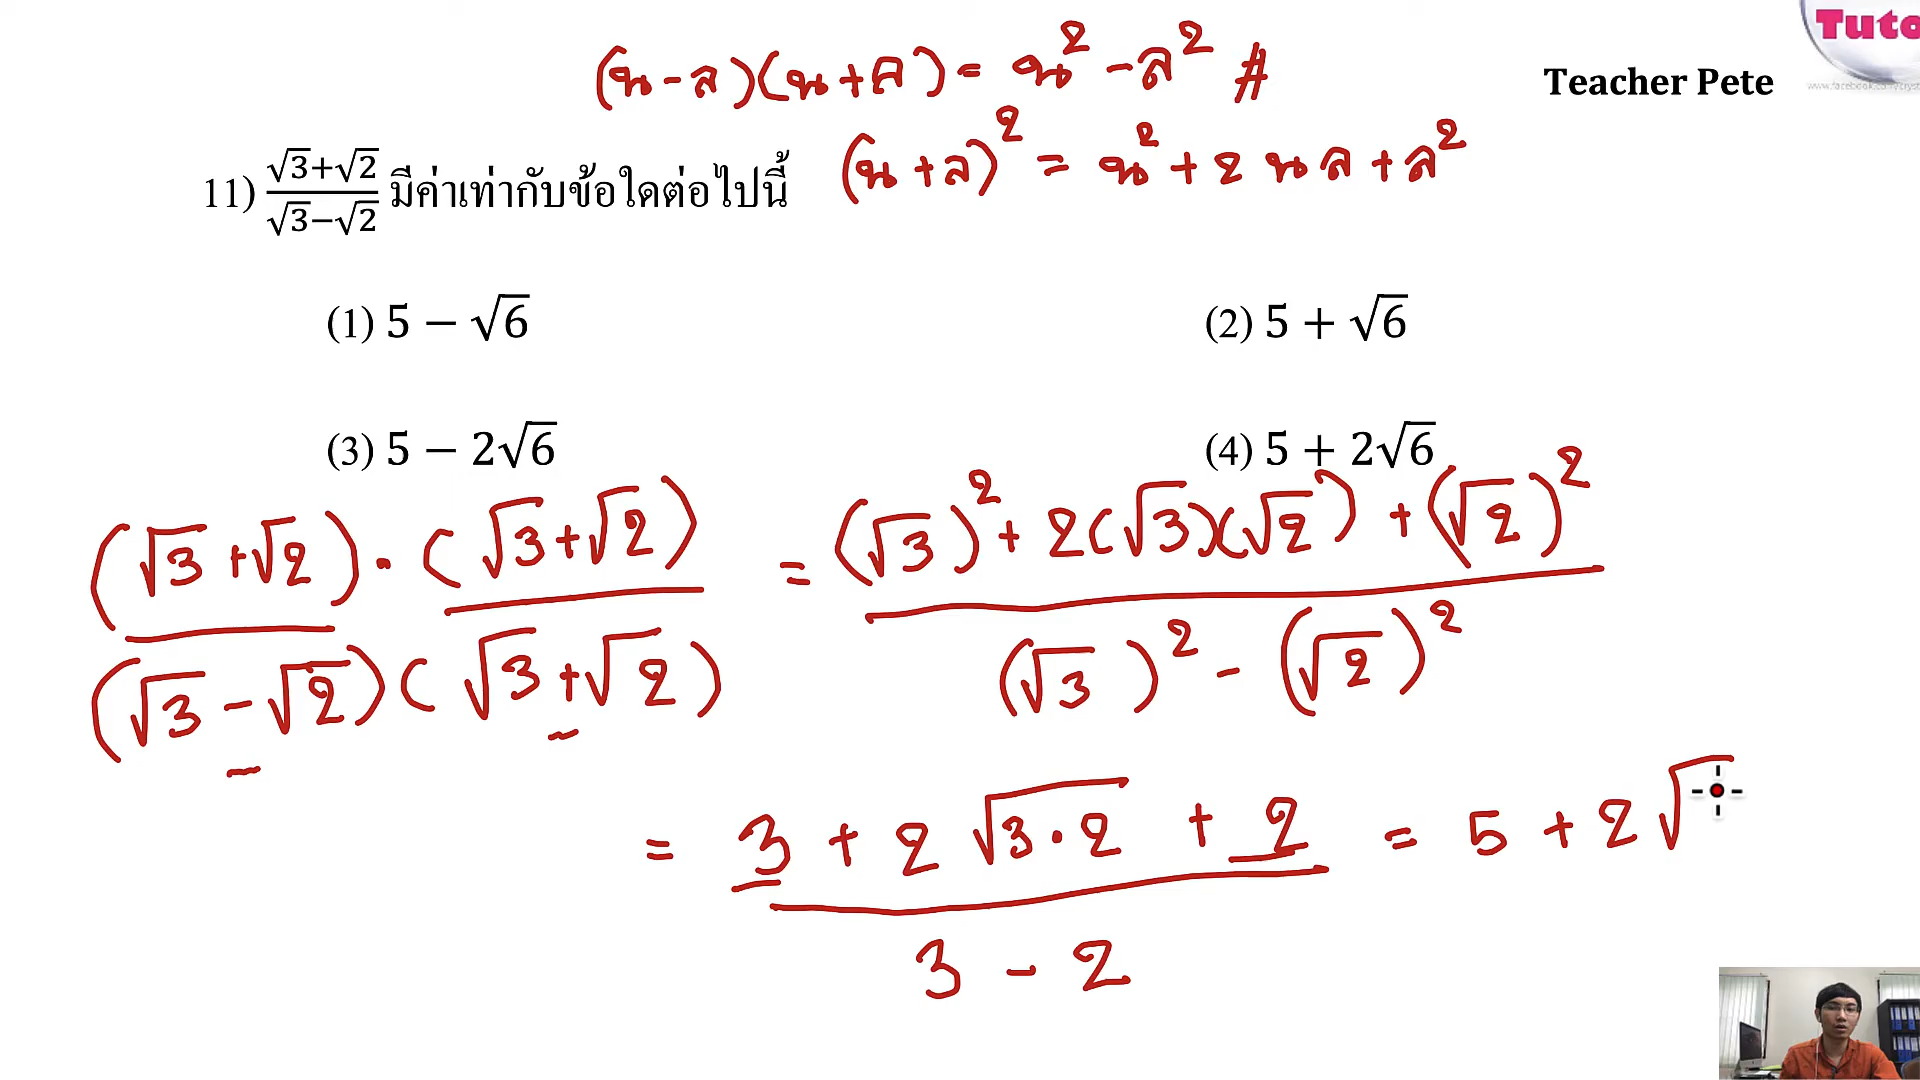 Tuto
(น-ล)(น+ล) = น² - ล² #
Teacher Pete
(น+ล)² = น² + 2นล + ล²
11) (√3+√2)/(√3−√2) มีค่าเท่ากับข้อใดต่อไปนี้
(1) 5 − √6
(2) 5 + √6
(3) 5 − 2√6
(4) 5 + 2√6
(√3+√2)·(√3+√2) / (√3-√2)(√3+√2) = (√3)² + 2(√3)(√2) + (√2)² / (√3)² - (√2)²
= 3 + 2√3·2 + 2 / 3 - 2 = 5 + 2√